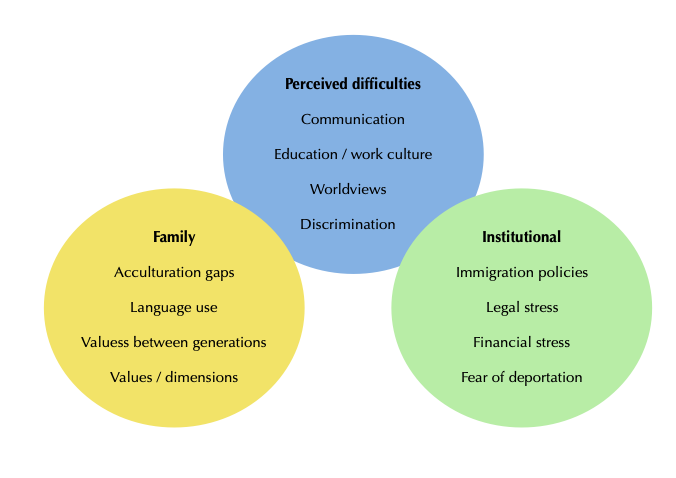 Perceived difficulties
Communication
Education / work culture
Worldviews
Discrimination
Family
Acculturation gaps
Language use
Valuess between generations
Values / dimensions
Institutional
Immigration policies
Legal stress
Financial stress
Fear of deportation